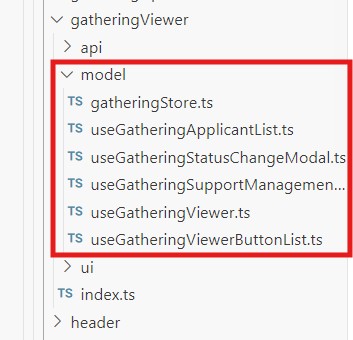 gatheringViewer
api
model
TS gatheringStore.ts
TS useGatheringApplicantList.ts
TS useGatheringStatusChangeModal.ts
TS useGatheringSupportManagemen...
TS useGatheringViewer.ts
TS useGatheringViewerButtonList.ts
ui
TS index.ts
header